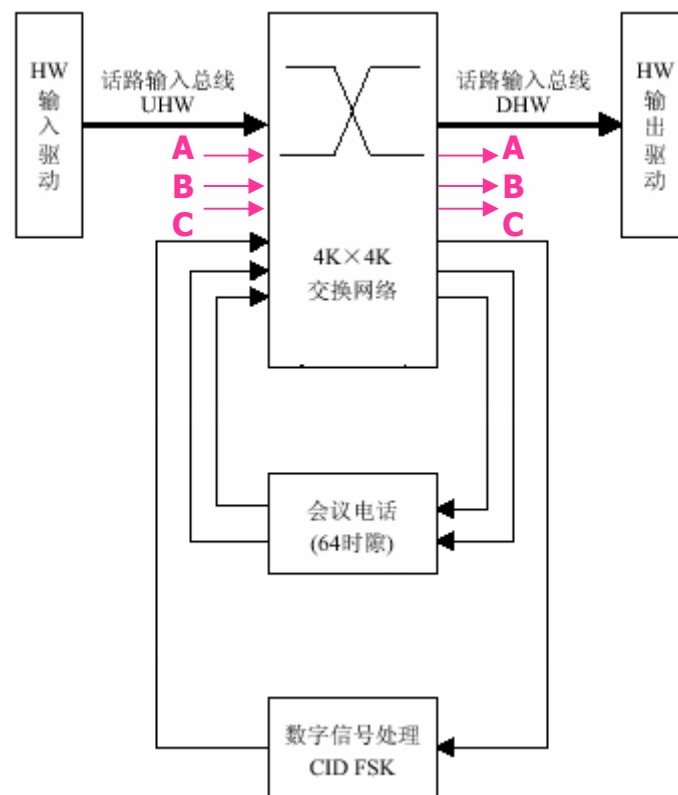 HW
输
入
驱
动
话路输入总线
UHW
A
B
C
4K×4K
交换网络
话路输入总线
DHW
A
B
C
HW
输
出
驱
动
会议电话
(64时隙)
数字信号处理
CID FSK